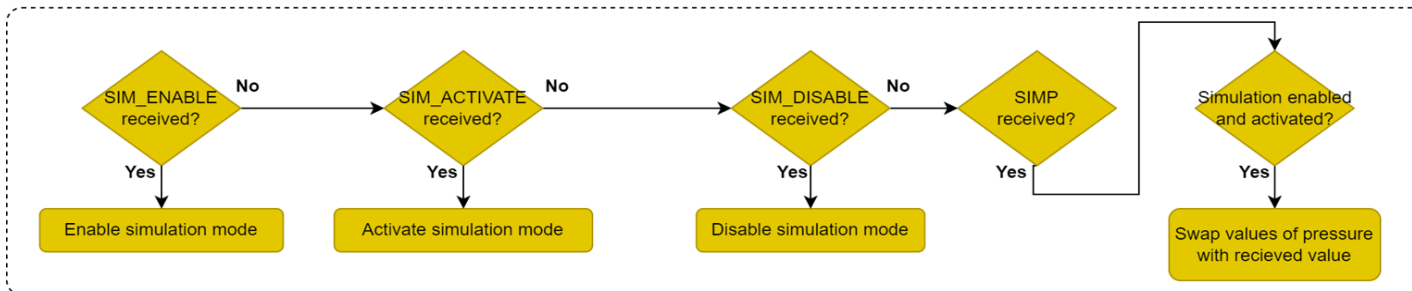 SIM_ENABLE
received?
No
SIM_ACTIVATE
received?
No
SIM_DISABLE
received?
No
SIMP
received?
Simulation enabled
and activated?
Yes
Yes
Yes
Yes
Yes
Enable simulation mode
Activate simulation mode
Disable simulation mode
Swap values of pressure
with recieved value